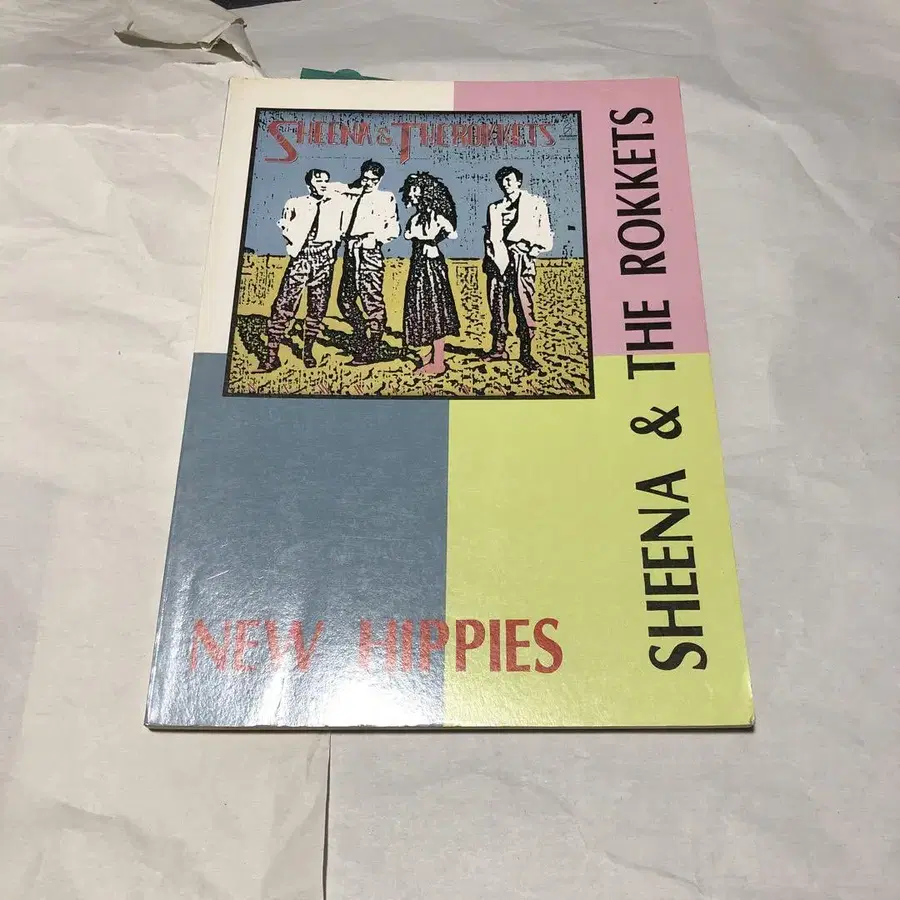 SHEENA & THE ROKKETS
SHEENA & THE ROKKETS
NEW HIPPIES